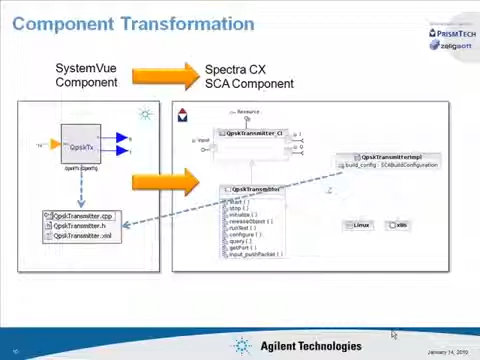 Component Transformation
PRISMTECH
zeligsoft
SystemVue
Component
Spectra CX
SCA Component
Resource
QpskTransmitter_CI
Input
I
Q
QpskTx
QpskTransmitterImpl
build_config : SCABuildConfiguration
QpskTransmitter
start ( )
stop ( )
initialize ( )
releaseObject ( )
runTest ( )
configure ( )
query ( )
getPort ( )
input_pushPacket( )
QpskTransmitter.cpp
QpskTransmitter.h
QpskTransmitter.xml
Linux
x86
Agilent Technologies
January 14, 2010